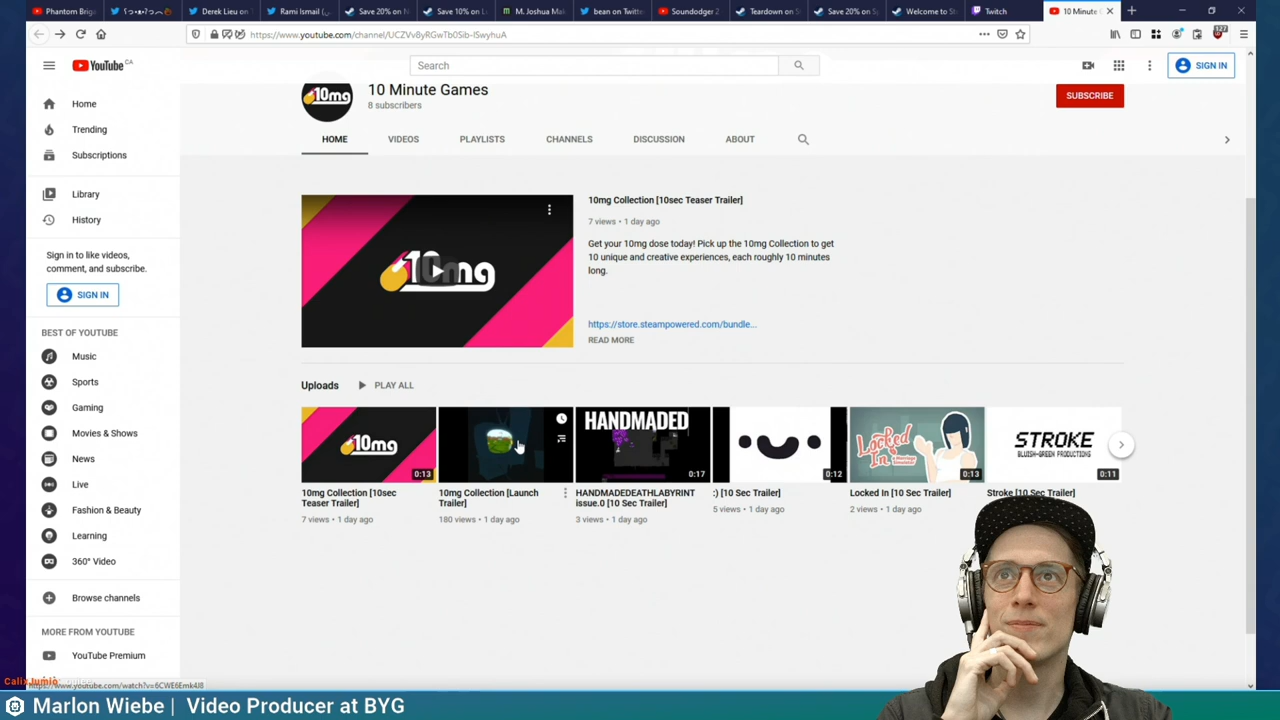 Phantom Briga
Derek Lieu on
Rami Ismail (
Save 20% on N
Save 10% on L
M. Joshua Mak
bean on Twitte
Soundodger 2
Teardown on S
Save 20% on S
Welcome to St
Twitch
10 Minute
https://www.youtube.com/channel/UCZVv8yRGwTb0Sib-ISwyhuA
YouTube CA
Search
SIGN IN
Home
Trending
Subscriptions
Library
History
Sign in to like videos,
comment, and subscribe.
SIGN IN
BEST OF YOUTUBE
Music
Sports
Gaming
Movies & Shows
News
Live
Fashion & Beauty
Learning
360° Video
Browse channels
MORE FROM YOUTUBE
YouTube Premium
10mg
10 Minute Games
8 subscribers
SUBSCRIBE
HOME
VIDEOS
PLAYLISTS
CHANNELS
DISCUSSION
ABOUT
10mg
10mg Collection [10sec Teaser Trailer]
7 views • 1 day ago
Get your 10mg dose today! Pick up the 10mg Collection to get
10 unique and creative experiences, each roughly 10 minutes
long.
https://store.steampowered.com/bundle...
READ MORE
Uploads
PLAY ALL
10mg
0:13
10mg Collection [10sec
Teaser Trailer]
7 views • 1 day ago
10mg Collection [Launch
Trailer]
180 views • 1 day ago
HANDMADED
0:17
HANDMADEDEATHLABYRINT
issue.0 [10 Sec Trailer]
3 views • 1 day ago
0:12
:) [10 Sec Trailer]
5 views • 1 day ago
Locked In
0:13
Locked In [10 Sec Trailer]
2 views • 1 day ago
STROKE
BLUISH-GREEN PRODUCTIONS
0:11
Stroke [10 Sec Trailer]
Marlon Wiebe | Video Producer at BYG